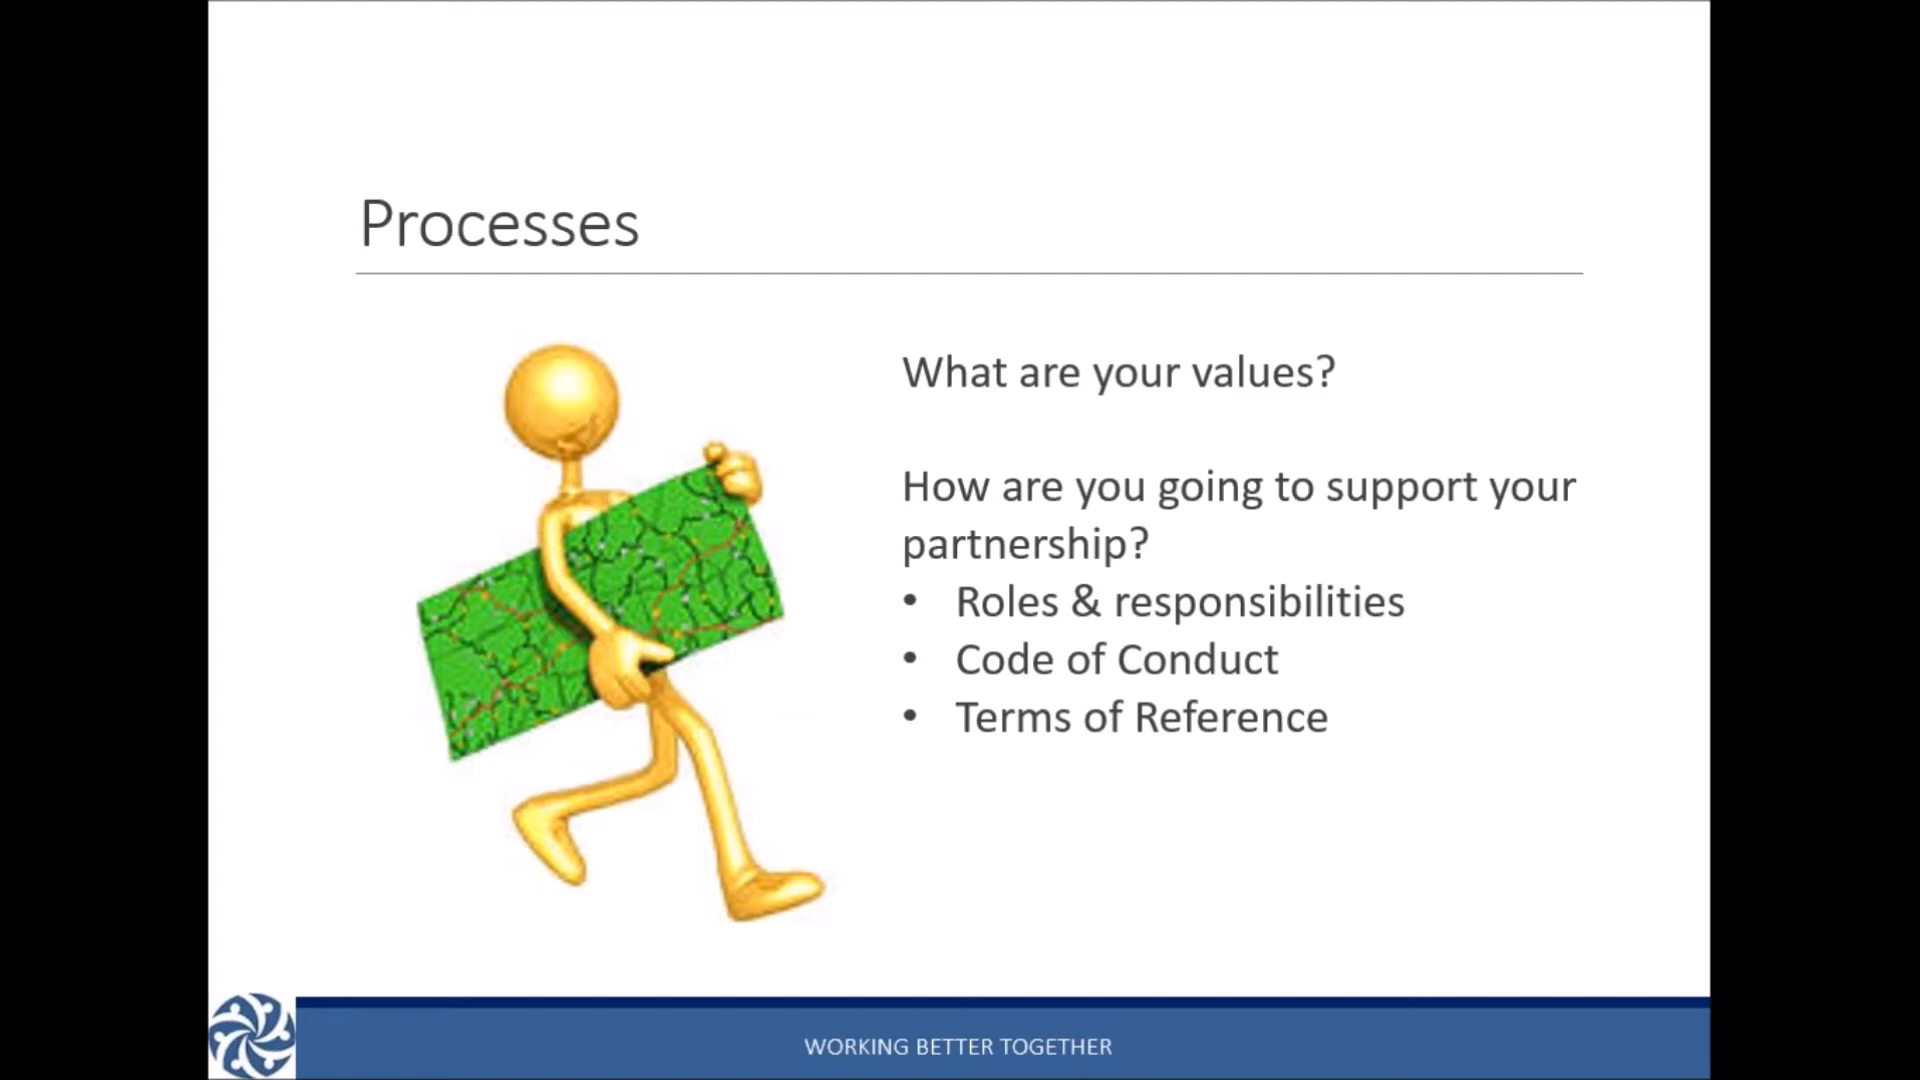 Processes
What are your values?
How are you going to support your
partnership?
• Roles & responsibilities
• Code of Conduct
• Terms of Reference
WORKING BETTER TOGETHER